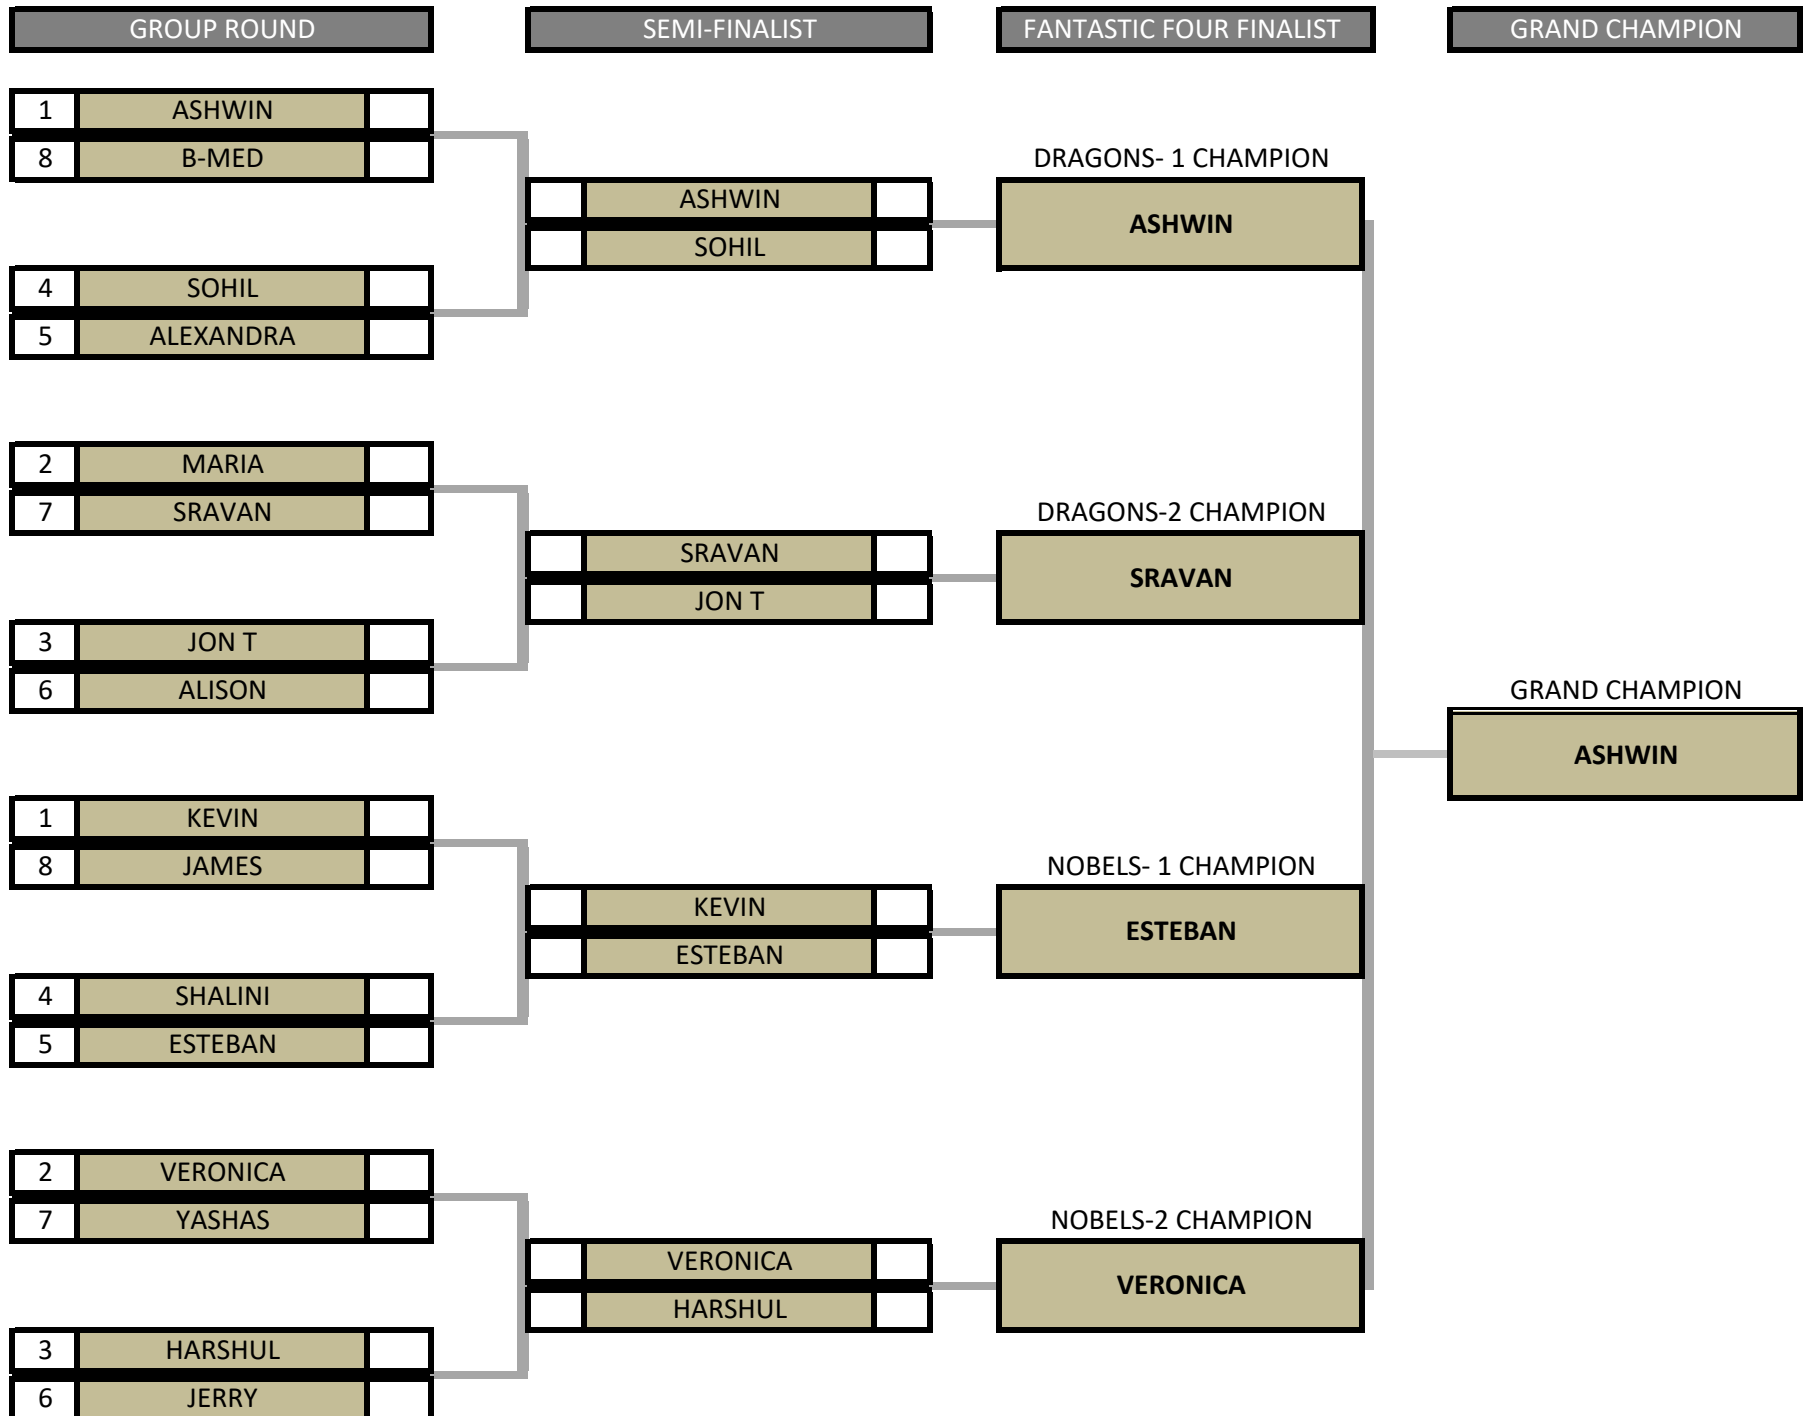 GROUP ROUND SEMI-FINALIST FANTASTIC FOUR FINALIST GRAND CHAMPION
1 ASHWIN
8 B-MED
DRAGONS- 1 CHAMPION
ASHWIN
SOHIL
ASHWIN
4 SOHIL
5 ALEXANDRA
2 MARIA
7 SRAVAN
DRAGONS-2 CHAMPION
SRAVAN
JON T
SRAVAN
3 JON T
6 ALISON
GRAND CHAMPION
ASHWIN
1 KEVIN
8 JAMES
NOBELS- 1 CHAMPION
KEVIN
ESTEBAN
ESTEBAN
4 SHALINI
5 ESTEBAN
2 VERONICA
7 YASHAS
NOBELS-2 CHAMPION
VERONICA
HARSHUL
VERONICA
3 HARSHUL
6 JERRY